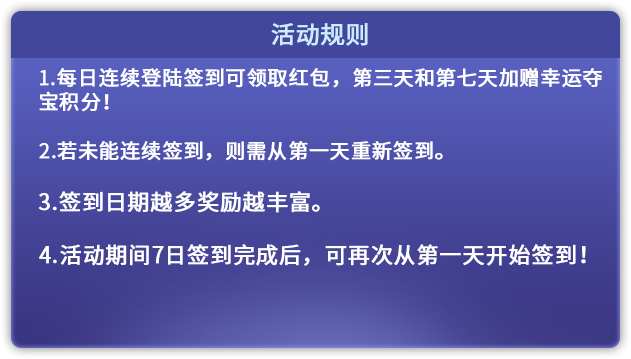 活动规则
1.每日连续登陆签到可领取红包，第三天和第七天加赠幸运夺
宝积分！
2.若未能连续签到，则需从第一天重新签到。
3.签到日期越多奖励越丰富。
4.活动期间7日签到完成后，可再次从第一天开始签到！